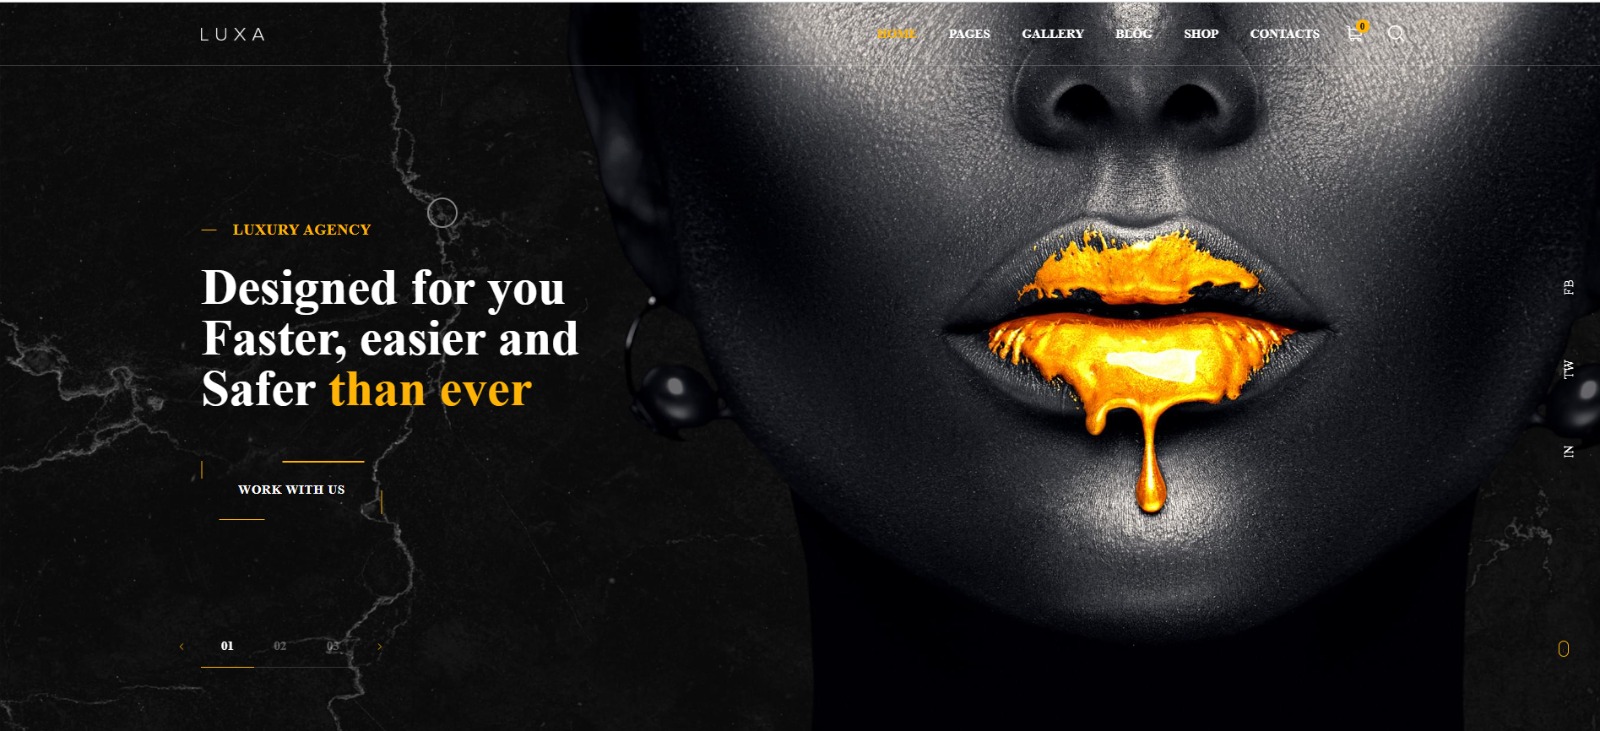 LUXA
HOME PAGES GALLERY BLOG SHOP CONTACTS 0
LUXURY AGENCY
Designed for you
Faster, easier and
Safer than ever
WORK WITH US
FB
TW
IN
‹ 01 02 03 ›